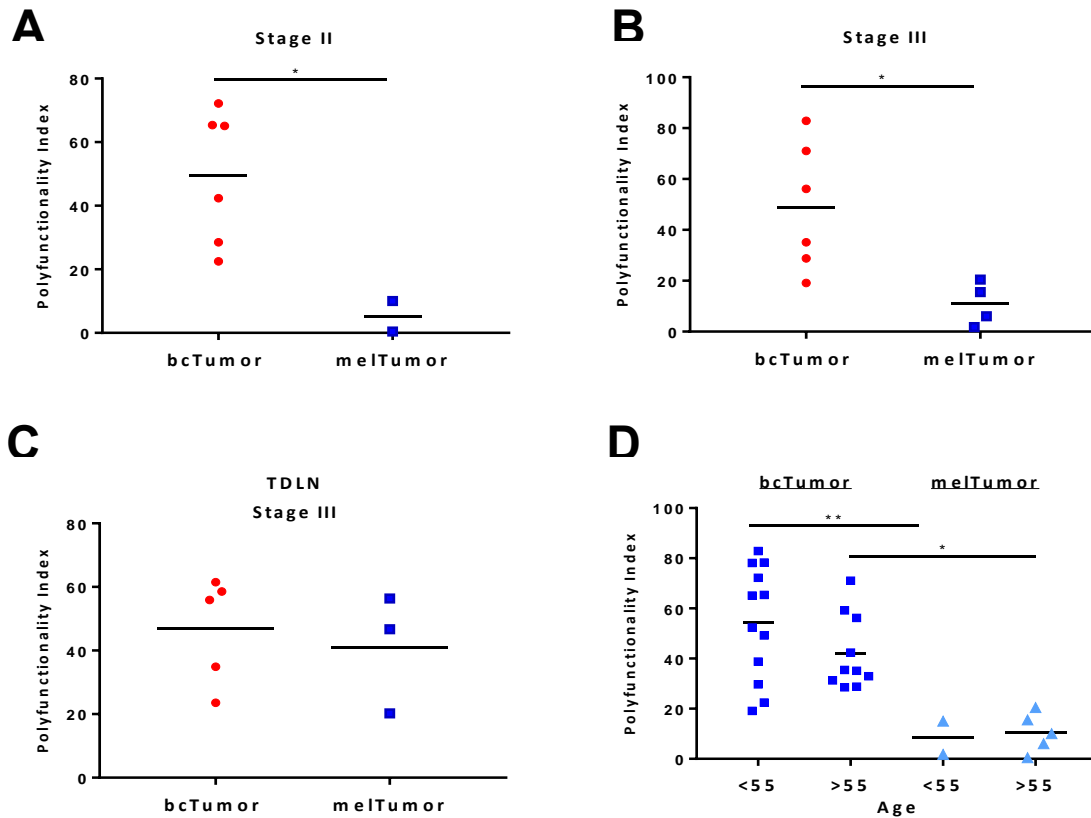 A
Stage II
*
Polyfunctionality Index
80
60
40
20
0
bcTumor melTumor
B
Stage III
*
Polyfunctionality Index
100
80
60
40
20
0
bcTumor melTumor
C
TDLN
Stage III
Polyfunctionality Index
80
60
40
20
0
bcTumor melTumor
D
bcTumor melTumor
**
*
Polyfunctionality Index
100
80
60
40
20
0
<55 >55 <55 >55
Age